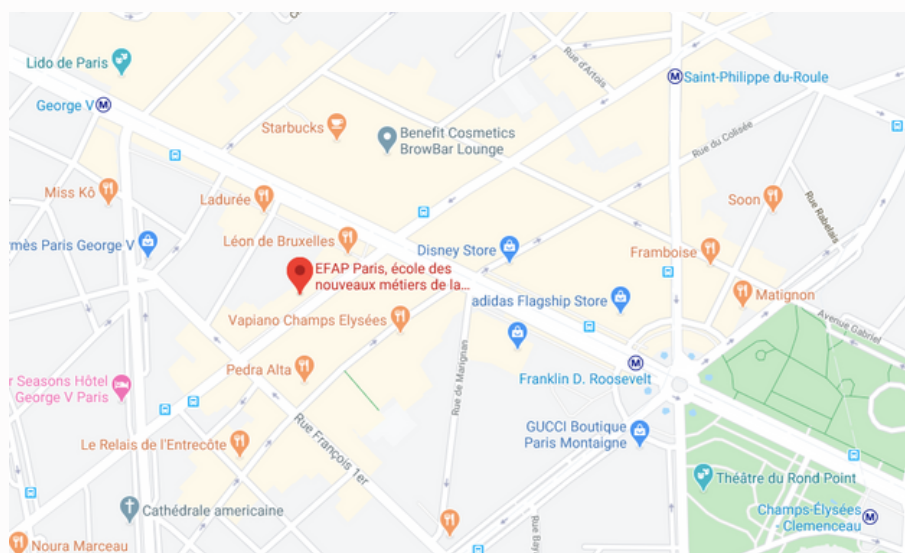 Lido de Paris
George V
Starbucks
Benefit Cosmetics
BrowBar Lounge
Rue d'Artois
Saint-Philippe du-Roule
Rue du Colisée
Miss Kô
Ladurée
Soon
Rue Rabelais
rmès Paris George V
Léon de Bruxelles
Disney Store
Framboise
EFAP Paris, école des
nouveaux métiers de la...
adidas Flagship Store
Matignon
Vapiano Champs Elysées
Avenue Gabriel
Pedra Alta
Rue de Marignan
Franklin D. Roosevelt
r Seasons Hôtel
George V Paris
Rue François 1er
GUCCI Boutique
Paris Montaigne
Le Relais de l'Entrecôte
Théâtre du Rond Point
Cathédrale americaine
Champs-Élysées
- Clemenceau
Rue Bay
Noura Marceau